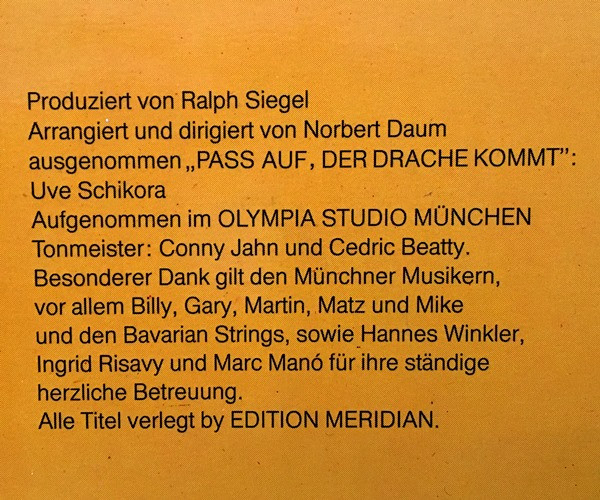 Produziert von Ralph Siegel
Arrangiert und dirigiert von Norbert Daum
ausgenommen „PASS AUF, DER DRACHE KOMMT”:
Uve Schikora
Aufgenommen im OLYMPIA STUDIO MÜNCHEN
Tonmeister: Conny Jahn und Cedric Beatty.
Besonderer Dank gilt den Münchner Musikern,
vor allem Billy, Gary, Martin, Matz und Mike
und den Bavarian Strings, sowie Hannes Winkler,
Ingrid Risavy und Marc Manó für ihre ständige
herzliche Betreuung.
Alle Titel verlegt by EDITION MERIDIAN.